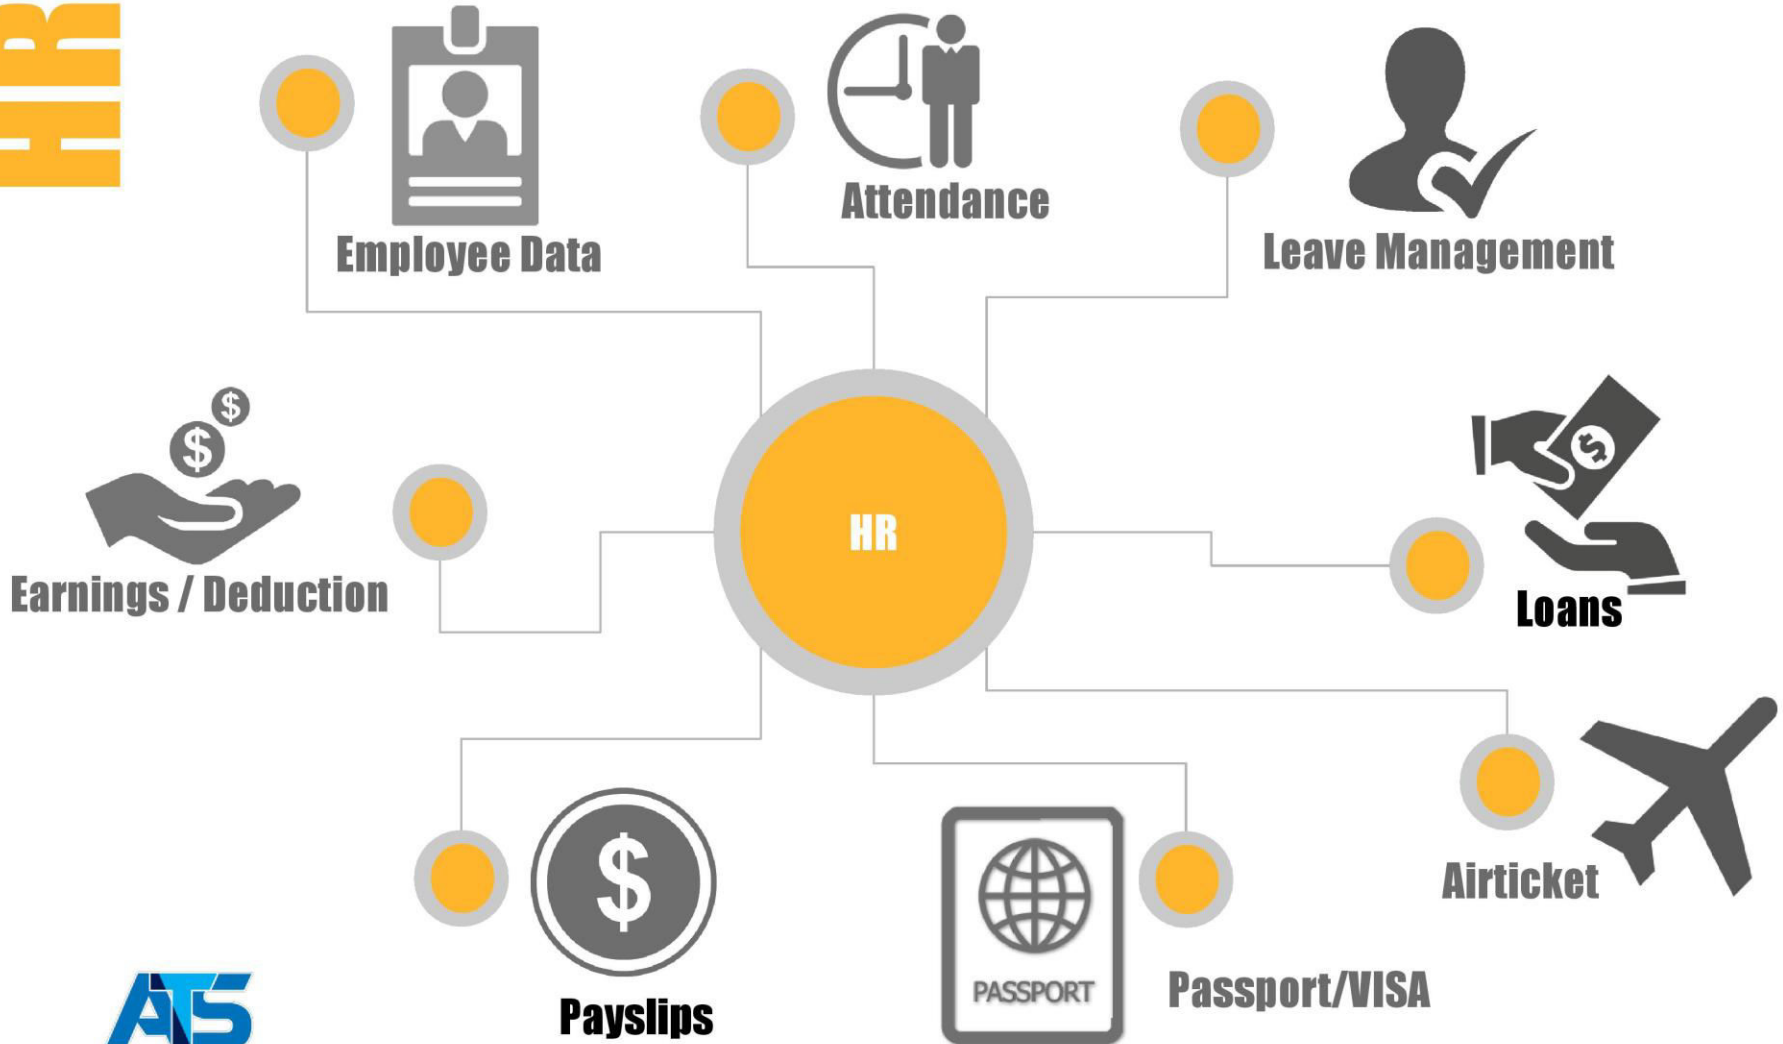 HR
Employee Data
Attendance
Leave Management
$
$
$
Earnings / Deduction
HR
Loans
$
Payslips
PASSPORT
Passport/VISA
Airticket
ATS